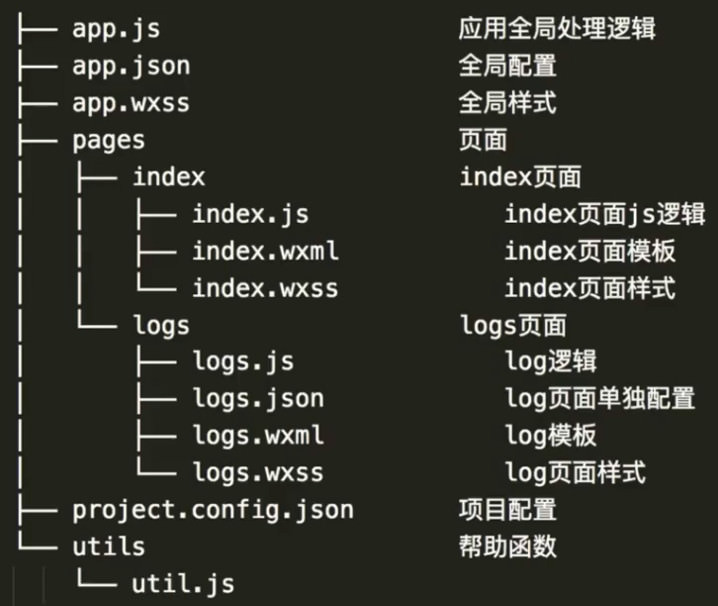 ├── app.js 应用全局处理逻辑
├── app.json 全局配置
├── app.wxss 全局样式
├── pages 页面
│   ├── index index页面
│   │   ├── index.js index页面js逻辑
│   │   ├── index.wxml index页面模板
│   │   └── index.wxss index页面样式
│   └── logs logs页面
│       ├── logs.js log逻辑
│       ├── logs.json log页面单独配置
│       ├── logs.wxml log模板
│       └── logs.wxss log页面样式
├── project.config.json 项目配置
└── utils 帮助函数
    └── util.js